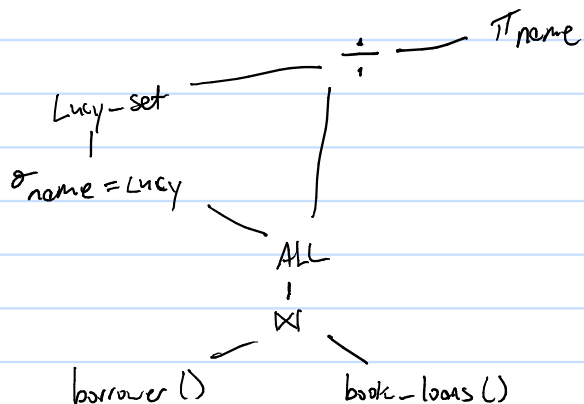 ÷
π name
Lucy-set
σ name = Lucy
ALL
⋈
borrower ()
book-loans ()